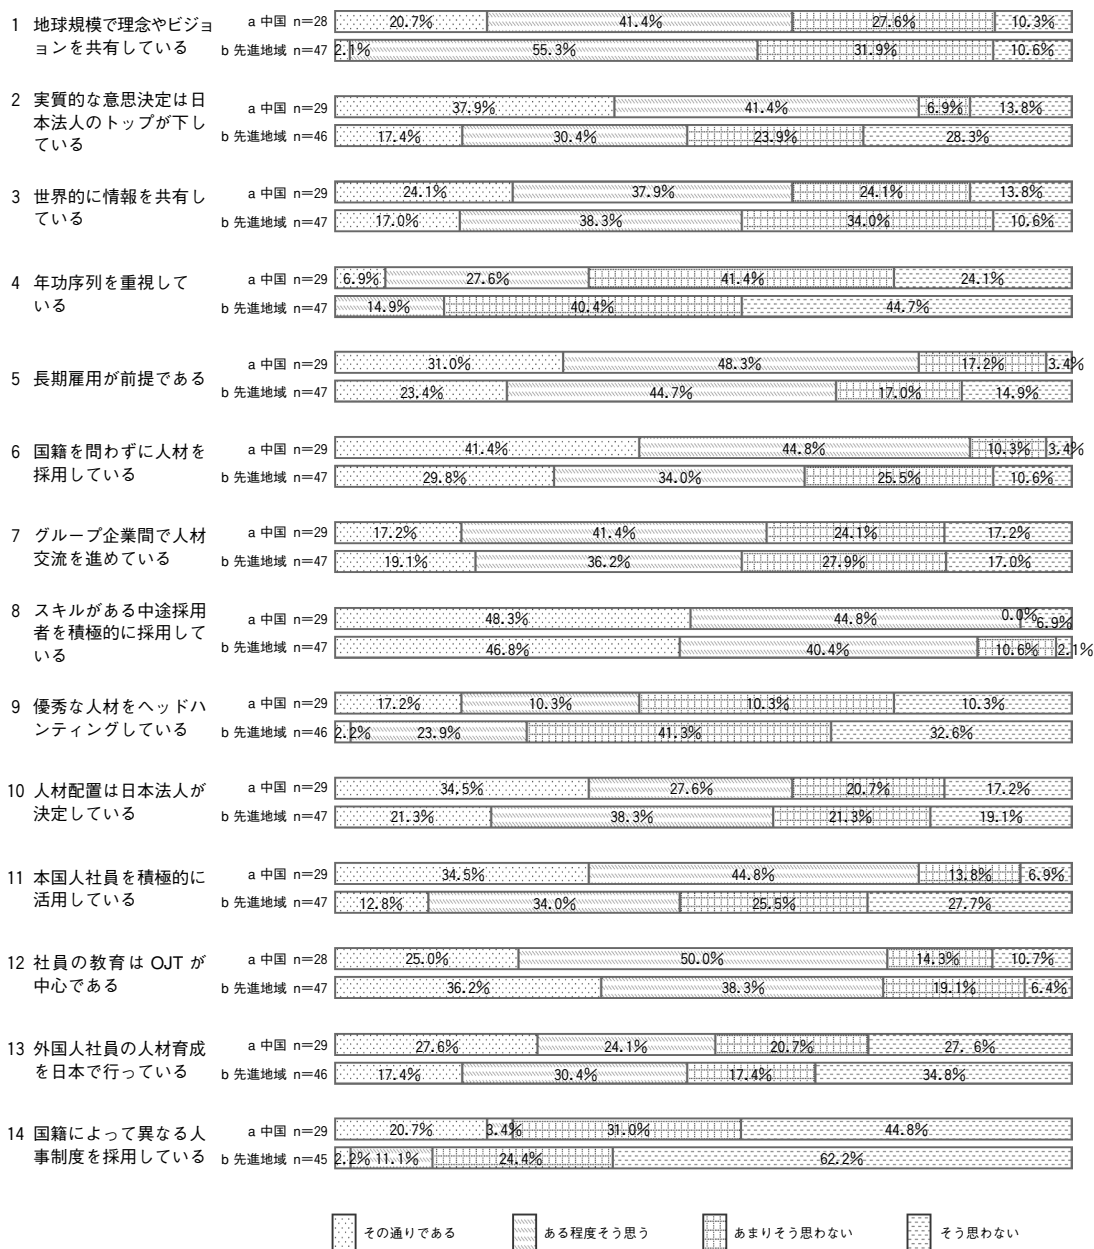 1 地球規模で理念やビジョ
ンを共有している
a 中国 n=28 20.7% 41.4% 27.6% 10.3%
b 先進地域 n=47 2.1% 55.3% 31.9% 10.6%
2 実質的な意思決定は日
本法人のトップが下し
ている
a 中国 n=29 37.9% 41.4% 6.9% 13.8%
b 先進地域 n=46 17.4% 30.4% 23.9% 28.3%
3 世界的に情報を共有し
ている
a 中国 n=29 24.1% 37.9% 24.1% 13.8%
b 先進地域 n=47 17.0% 38.3% 34.0% 10.6%
4 年功序列を重視して
いる
a 中国 n=29 6.9% 27.6% 41.4% 24.1%
b 先進地域 n=47 14.9% 40.4% 44.7%
5 長期雇用が前提である
a 中国 n=29 31.0% 48.3% 17.2% 3.4%
b 先進地域 n=47 23.4% 44.7% 17.0% 14.9%
6 国籍を問わずに人材を
採用している
a 中国 n=29 41.4% 44.8% 10.3% 3.4%
b 先進地域 n=47 29.8% 34.0% 25.5% 10.6%
7 グループ企業間で人材
交流を進めている
a 中国 n=29 17.2% 41.4% 24.1% 17.2%
b 先進地域 n=47 19.1% 36.2% 27.9% 17.0%
8 スキルがある中途採用
者を積極的に採用して
いる
a 中国 n=29 48.3% 44.8% 0.0% 6.9%
b 先進地域 n=47 46.8% 40.4% 10.6% 2.1%
9 優秀な人材をヘッドハ
ンティングしている
a 中国 n=29 17.2% 10.3% 10.3% 10.3%
b 先進地域 n=46 2.2% 23.9% 41.3% 32.6%
10 人材配置は日本法人が
決定している
a 中国 n=29 34.5% 27.6% 20.7% 17.2%
b 先進地域 n=47 21.3% 38.3% 21.3% 19.1%
11 本国人社員を積極的に
活用している
a 中国 n=29 34.5% 44.8% 13.8% 6.9%
b 先進地域 n=47 12.8% 34.0% 25.5% 27.7%
12 社員の教育は OJT が
中心である
a 中国 n=28 25.0% 50.0% 14.3% 10.7%
b 先進地域 n=47 36.2% 38.3% 19.1% 6.4%
13 外国人社員の人材育成
を日本で行っている
a 中国 n=29 27.6% 24.1% 20.7% 27.6%
b 先進地域 n=46 17.4% 30.4% 17.4% 34.8%
14 国籍によって異なる人
事制度を採用している
a 中国 n=29 20.7% 3.4% 31.0% 44.8%
b 先進地域 n=45 2.2% 11.1% 24.4% 62.2%
その通りである ある程度そう思う あまりそう思わない そう思わない